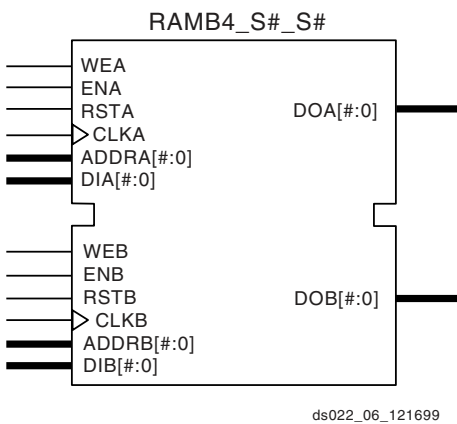 RAMB4_S#_S#
WEA
ENA
RSTA
CLKA
ADDRA[#:0]
DIA[#:0]
DOA[#:0]
WEB
ENB
RSTB
CLKB
ADDRB[#:0]
DIB[#:0]
DOB[#:0]
ds022_06_121699